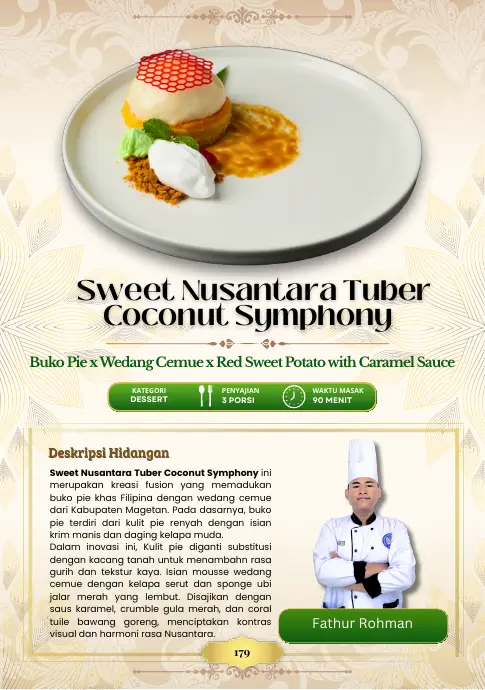 Sweet Nusantara Tuber
Coconut Symphony
Buko Pie x Wedang Cemue x Red Sweet Potato with Caramel Sauce
KATEGORI
DESSERT
PENYAJIAN
3 PORSI
WAKTU MASAK
90 MENIT
Deskripsi Hidangan
Sweet Nusantara Tuber Coconut Symphony ini
merupakan kreasi fusion yang memadukan
buko pie khas Filipina dengan wedang cemue
dari Kabupaten Magetan. Pada dasarnya, buko
pie terdiri dari kulit pie renyah dengan isian
krim manis dan daging kelapa muda.
Dalam inovasi ini, Kulit pie diganti substitusi
dengan kacang tanah untuk menambahn rasa
gurih dan tekstur kaya. Istian mousse wedang
cemue dengan kelapa serut dan sponge ubi
jalar merah yang lembut. Disajikan dengan
saus karamel, crumble gula merah, dan coral
tuile bawang goreng, menciptakan kontras
visual dan harmoni rasa Nusantara.
Fathur Rohman
179